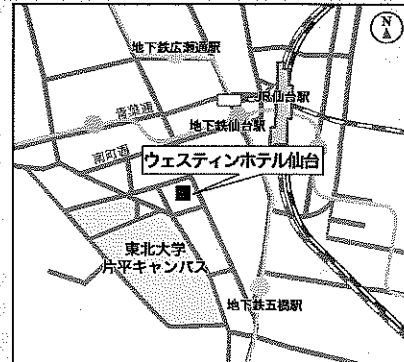 N
地下鉄広瀬通駅
JR仙台駅
青葉通
地下鉄仙台駅
南町通
ウェスティンホテル仙台
東北大学
片平キャンパス
地下鉄五橋駅